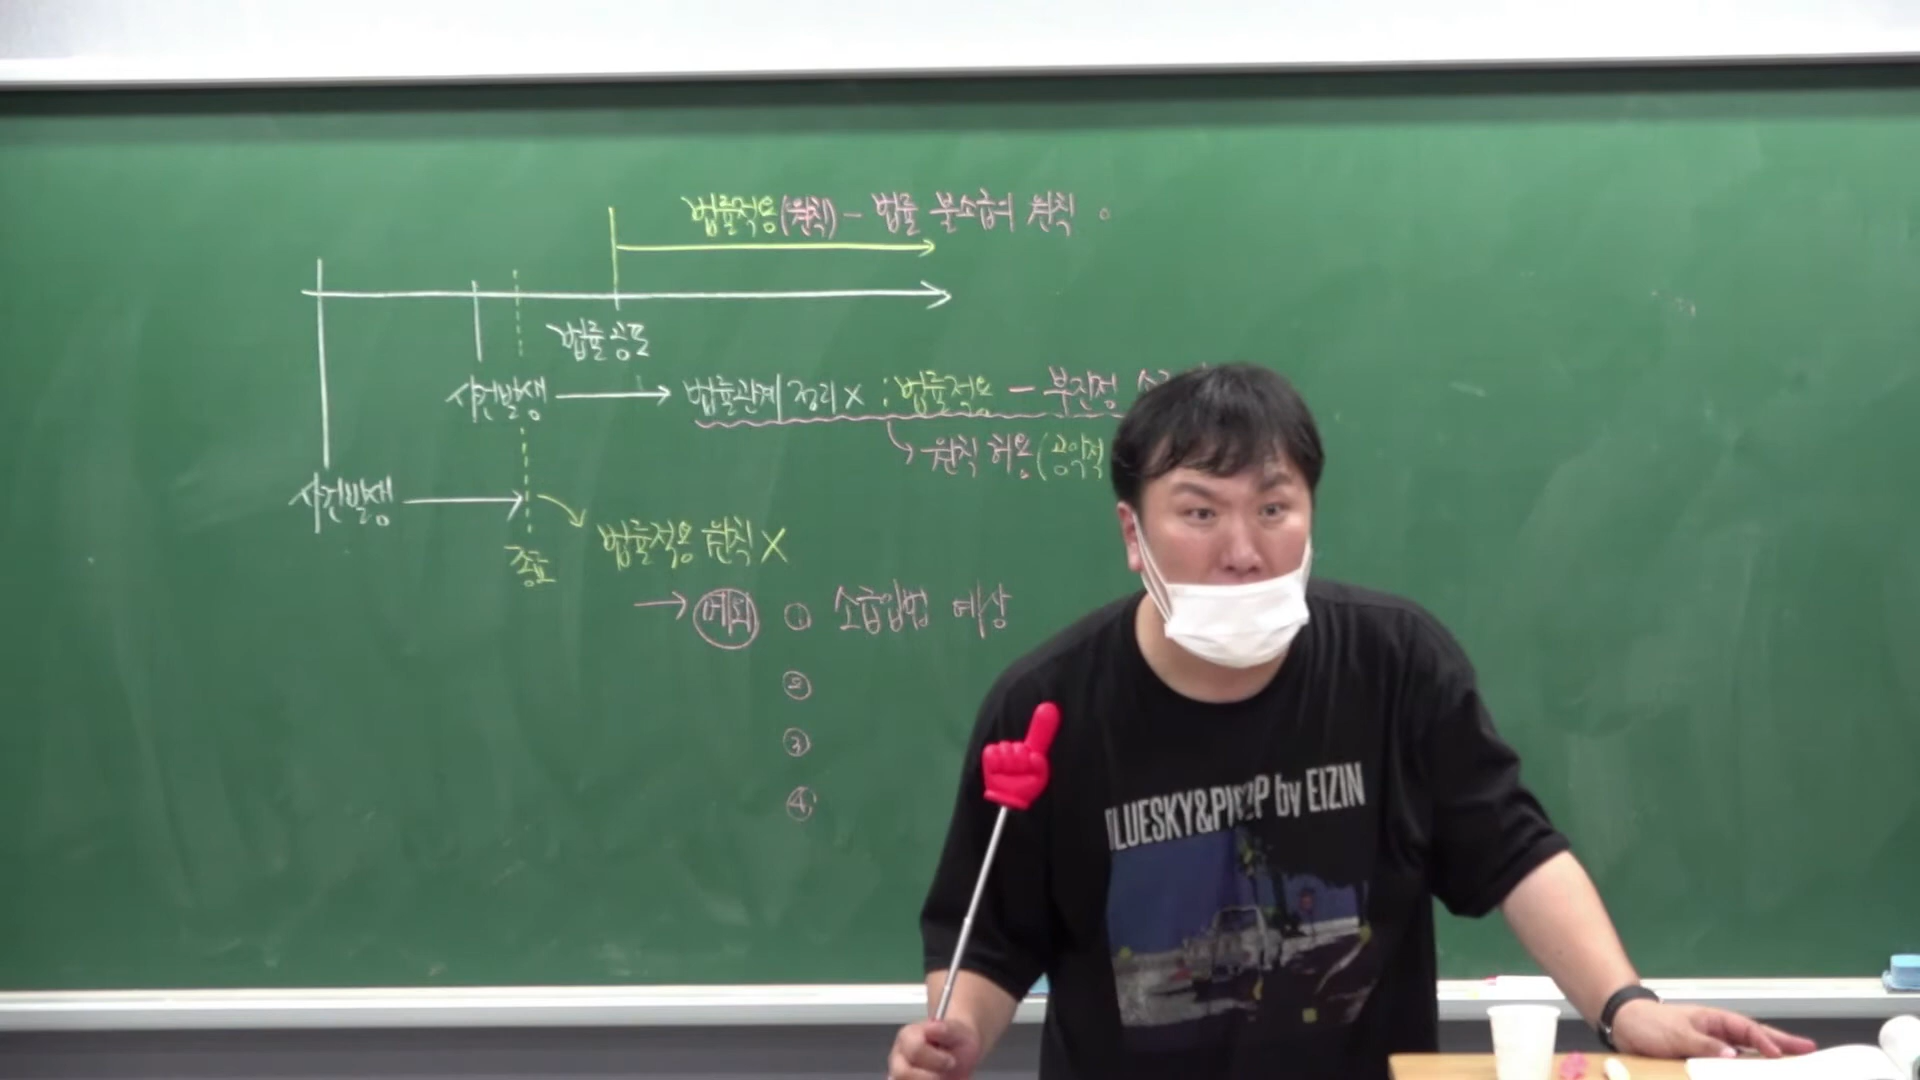 법률적용(원칙) - 법률 불소급의 원칙
법률공포
사건발생 → 법률관계 정리 X : 법률적용 - 부진정
원칙 허용 (공익적
사건발생 →
종료
법률적용 원칙 X
→ 예외 ① 소급입법 예상
②
③
④
BLUESKY& by EIZIN